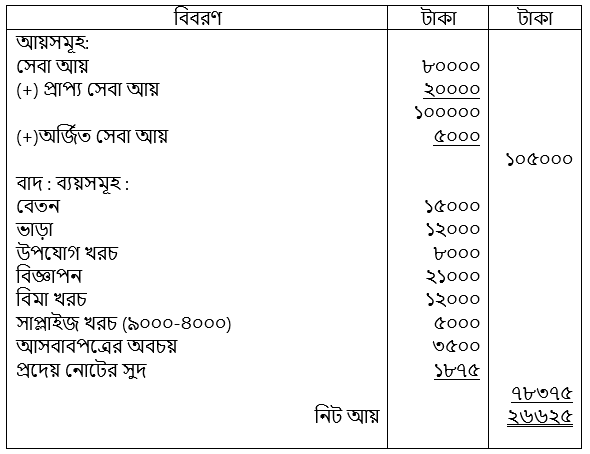 বিবরণ টাকা টাকা
আয়সমূহ:
সেবা আয় ৮০০০০
(+) প্রাপ্য সেবা আয় ২০০০০
১০০০০০
(+)অর্জিত সেবা আয় ৫০০০
১০৫০০০
বাদ : ব্যয়সমূহ :
বেতন ১৫০০০
ভাড়া ১২০০০
উপযোগ খরচ ৮০০০
বিজ্ঞাপন ২১০০০
বিমা খরচ ১২০০০
সাপ্লাইজ খরচ (৯০০০-৪০০০) ৫০০০
আসবাবপত্রের অবচয় ৩৫০০
প্রদেয় নোটের সুদ ১৮৭৫
৭৮৩৭৫
নিট আয় ২৬৬২৫